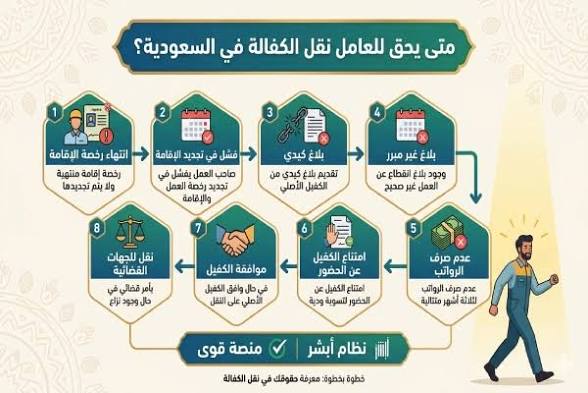 متى يحق للعامل نقل الكفالة في السعودية؟
1
انتهاء رخصة الإقامة
رخصة إقامة منتهية
ولا يتم تجديدها
2
فشل في تجديد الإقامة
صاحب العمل يفشل في
تجديد رخصة العمل
والإقامة
3
بلاغ كيدي
تقديم بلاغ كيدي من
الكفيل الأصلي
4
بلاغ غير مبرر
وجود بلاغ انقطاع عن
العمل غير صحيح
5
عدم صرف
الرواتب
عدم صرف الرواتب
لثلاثة أشهر متتالية
6
امتناع الكفيل
عن الحضور
امتناع الكفيل عن
الحضور لتسوية ودية
7
موافقة الكفيل
في حال وافق الكفيل
الأصلي على النقل
8
نقل للجهات
القضائية
بأمر قضائي في
حال وجود نزاع
نظام أبشر
منصة قوى
خطوة بخطوة: معرفة حقوقك في نقل الكفالة